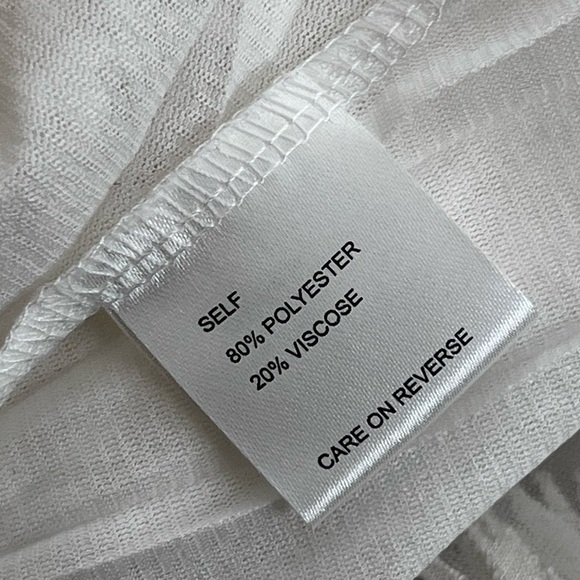 SELF
80% POLYESTER
20% VISCOSE
CARE ON REVERSE